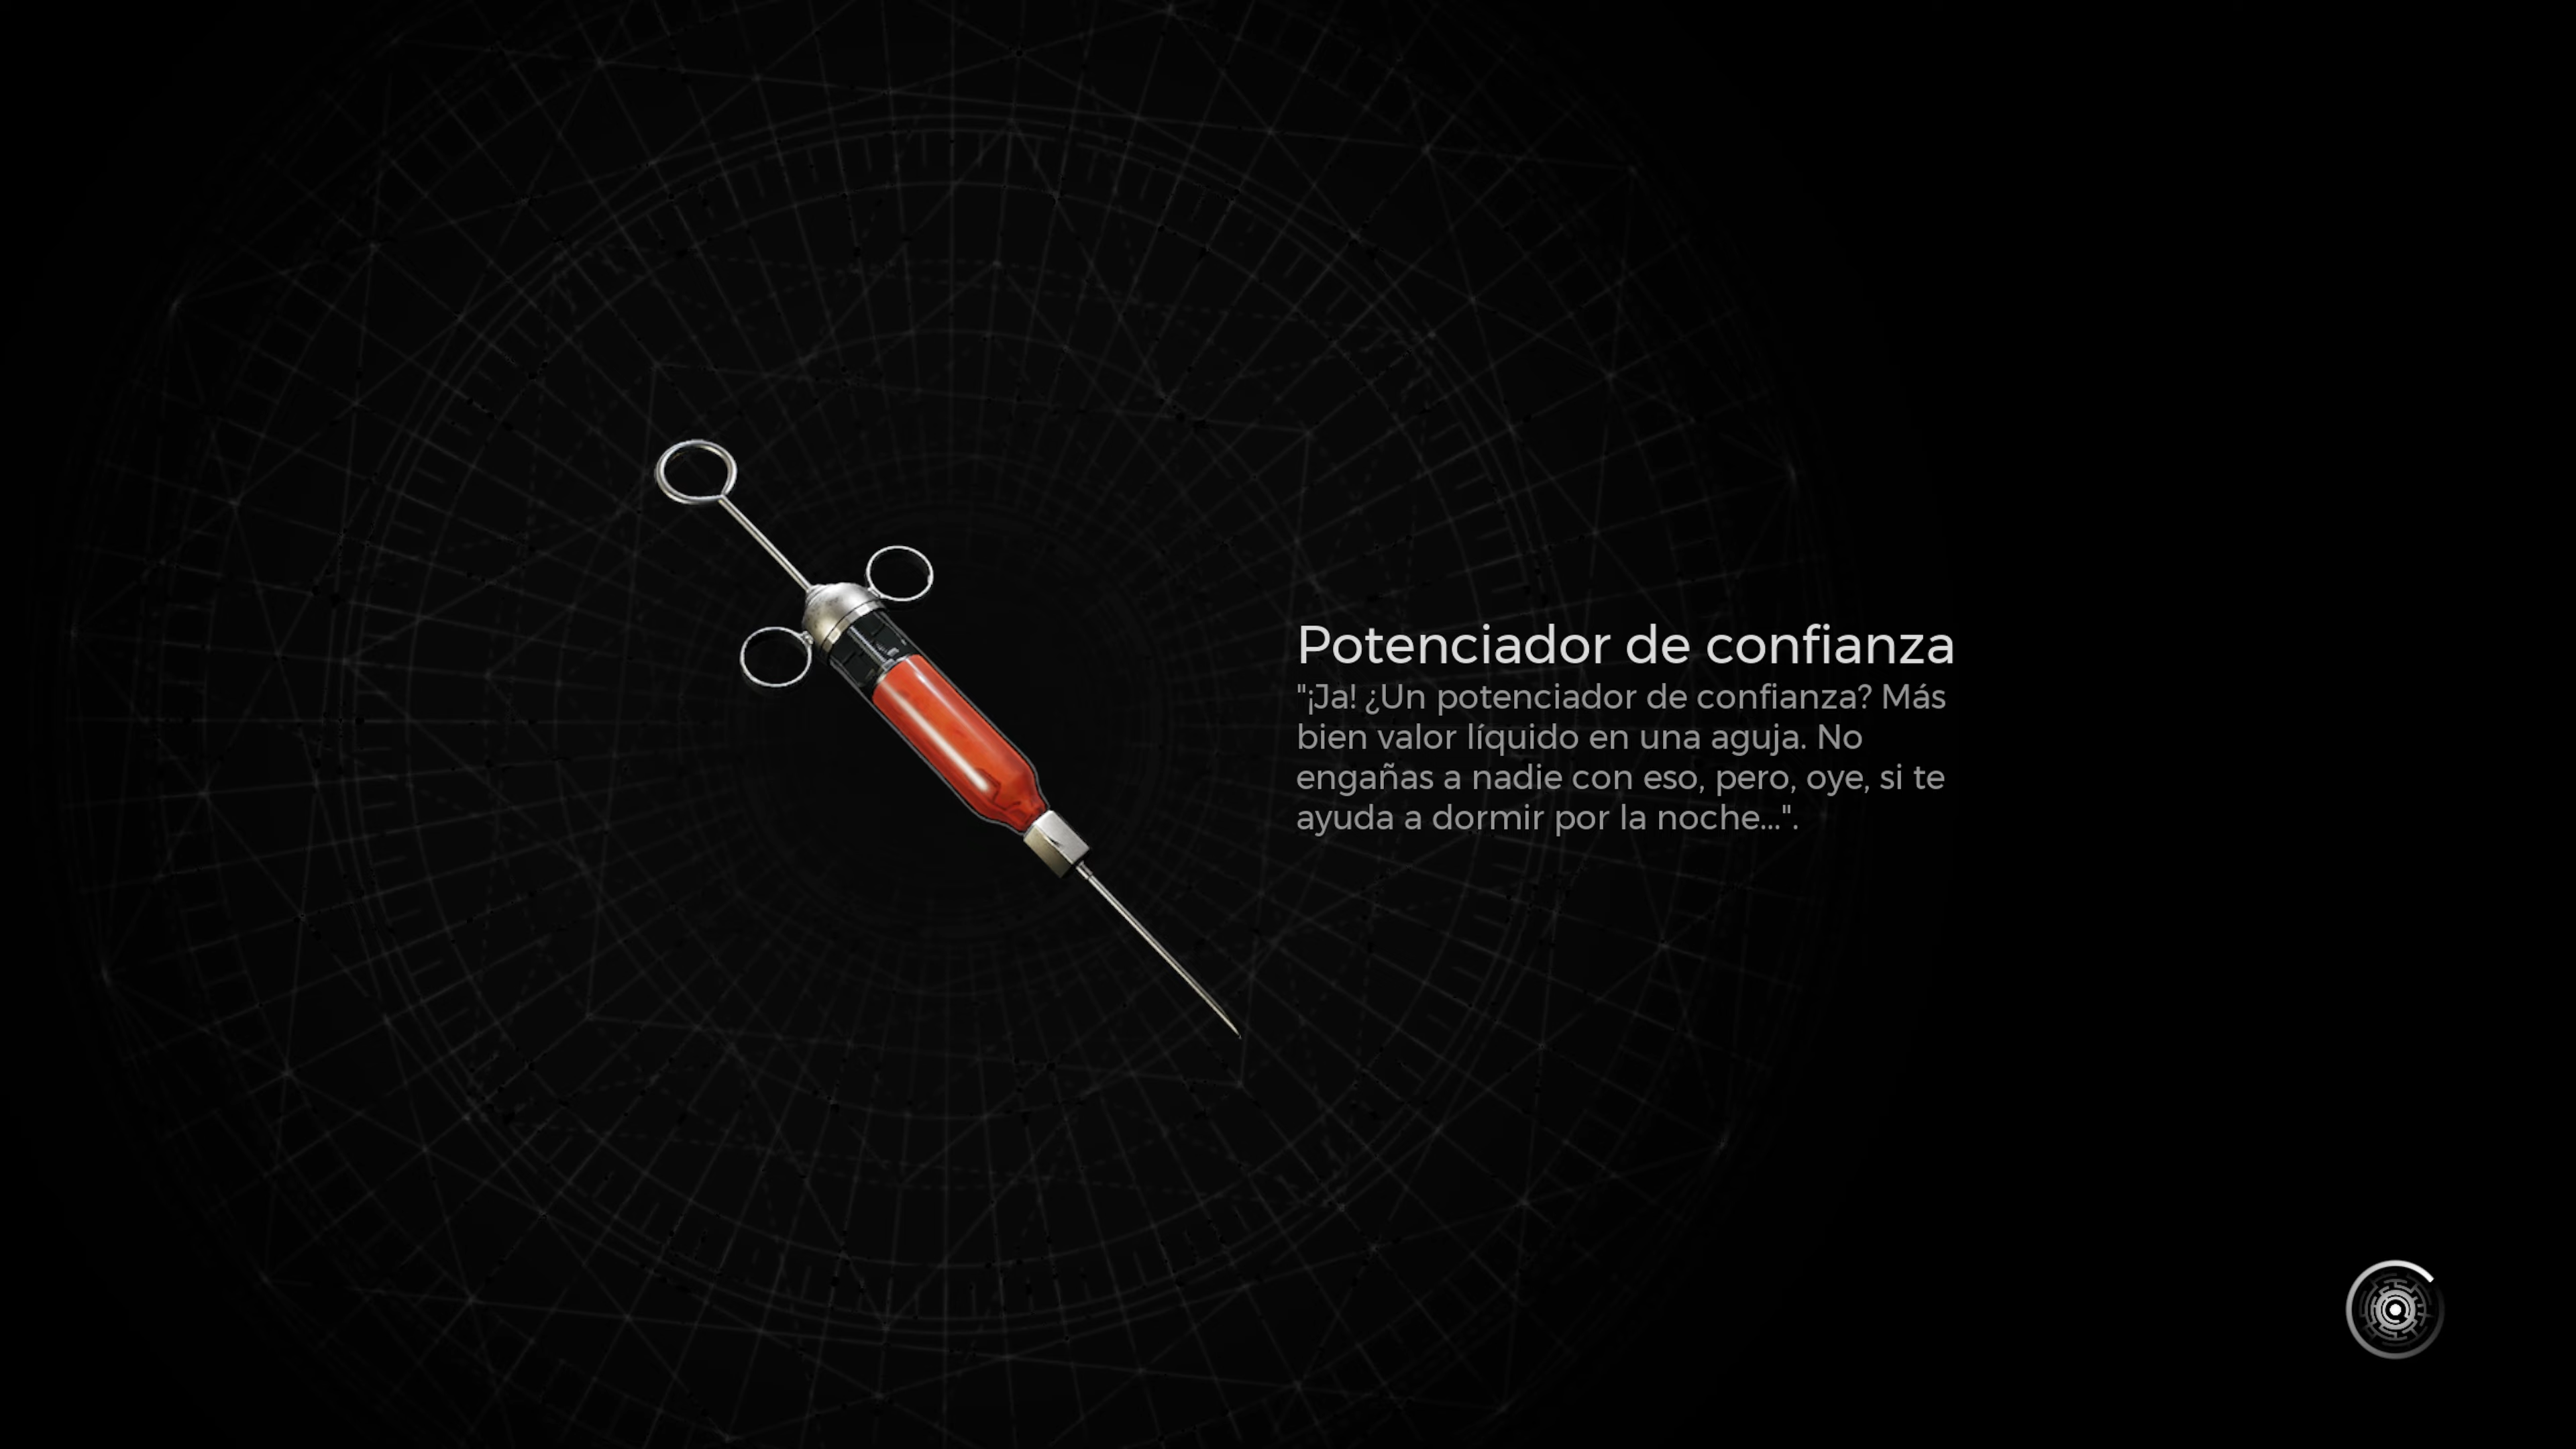 Potenciador de confianza
"¡Ja! ¿Un potenciador de confianza? Más
bien valor líquido en una aguja. No
engañas a nadie con eso, pero, oye, si te
ayuda a dormir por la noche...".